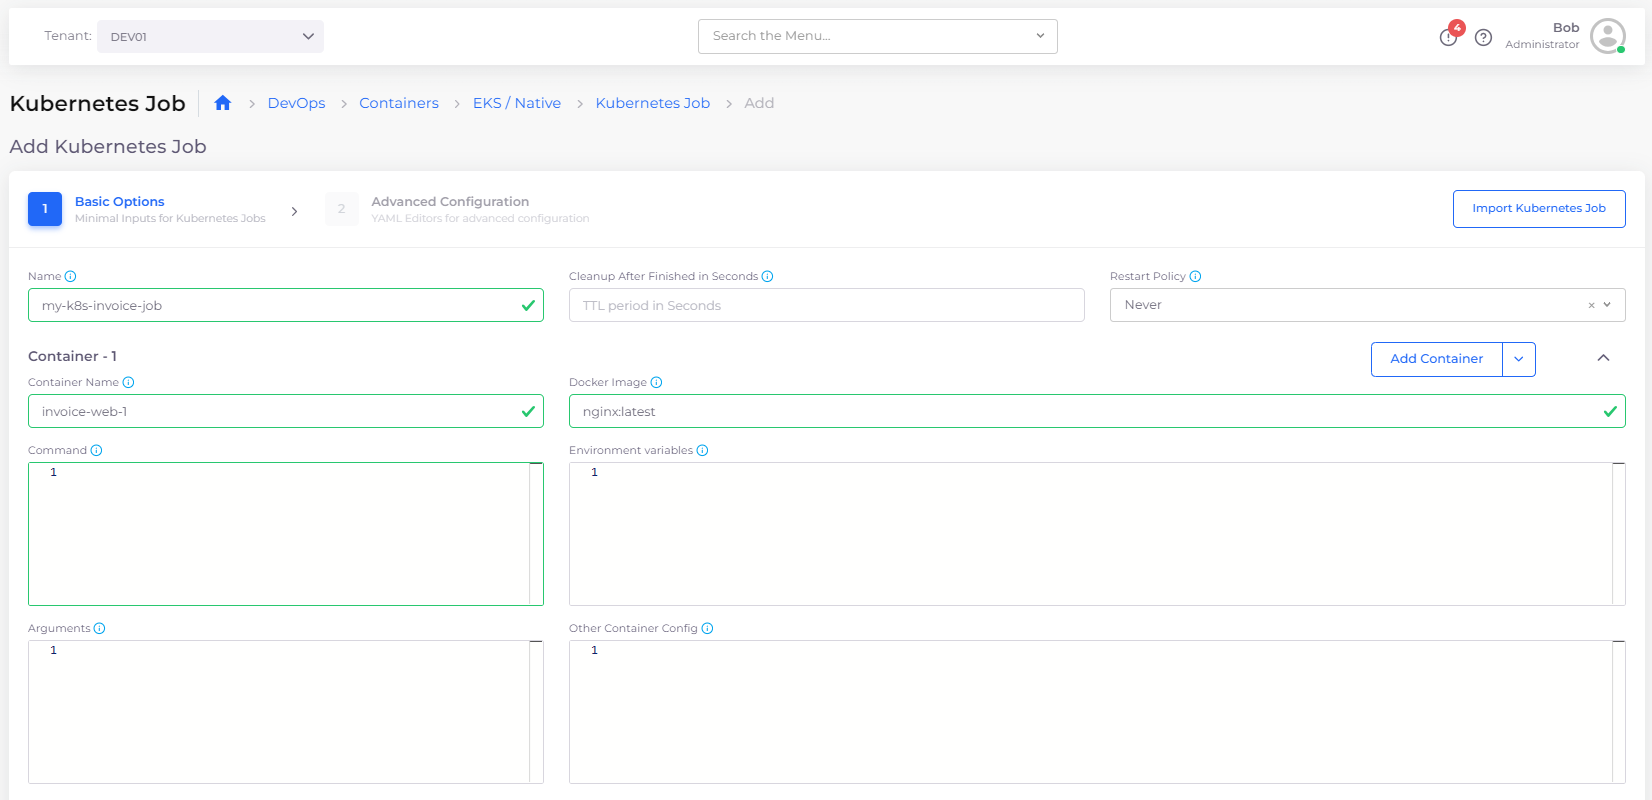 Tenant: DEV01 Search the Menu... 4 Bob
Administrator
Kubernetes Job DevOps Containers EKS / Native Kubernetes Job Add
Add Kubernetes Job
1 Basic Options
Minimal Inputs for Kubernetes Jobs
2 Advanced Configuration
YAML Editors for advanced configuration
Import Kubernetes Job
Name Cleanup After Finished in Seconds Restart Policy
my-k8s-invoice-job TTL period in Seconds Never
Container - 1 Add Container
Container Name Docker Image
invoice-web-1 nginx:latest
Command Environment variables
1 1
Arguments Other Container Config
1 1